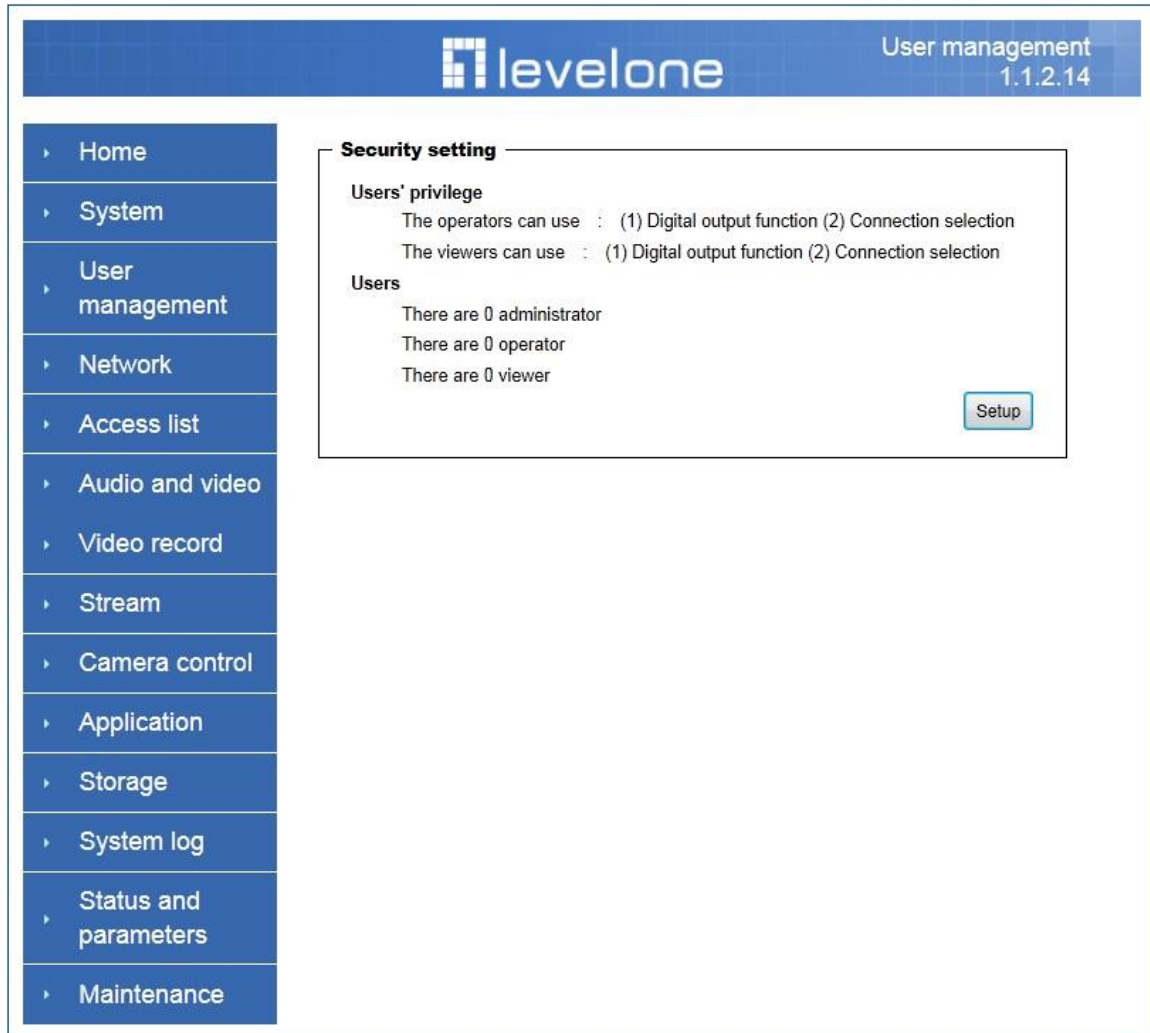 levelone
User management
1.1.2.14
Home
System
User
management
Network
Access list
Audio and video
Video record
Stream
Camera control
Application
Storage
System log
Status and
parameters
Maintenance
Security setting
Users' privilege
The operators can use : (1) Digital output function (2) Connection selection
The viewers can use : (1) Digital output function (2) Connection selection
Users
There are 0 administrator
There are 0 operator
There are 0 viewer
Setup